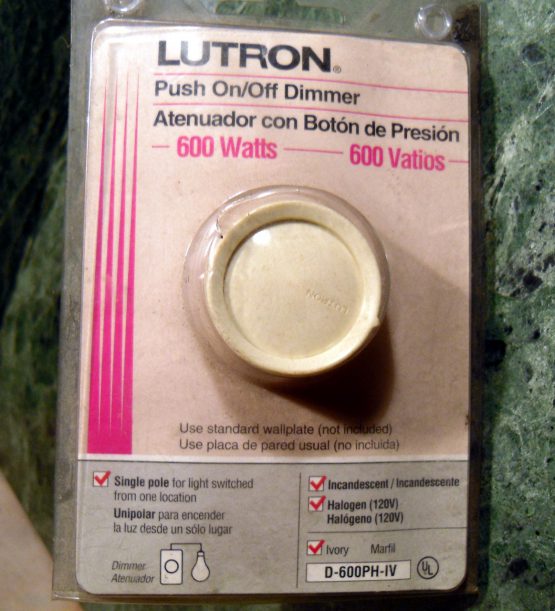 LUTRON®
Push On/Off Dimmer
Atenuador con Botón de Presión
600 Watts 600 Vatios
LUTRON
Use standard wallplate (not included)
Use placa de pared usual (no incluida)
Single pole for light switched
from one location
Unipolar para encender
la luz desde un sólo lugar
Dimmer
Atenuador
Incandescent / Incandescente
Halogen (120V)
Halógeno (120V)
Ivory Marfil
D-600PH-IV
UL